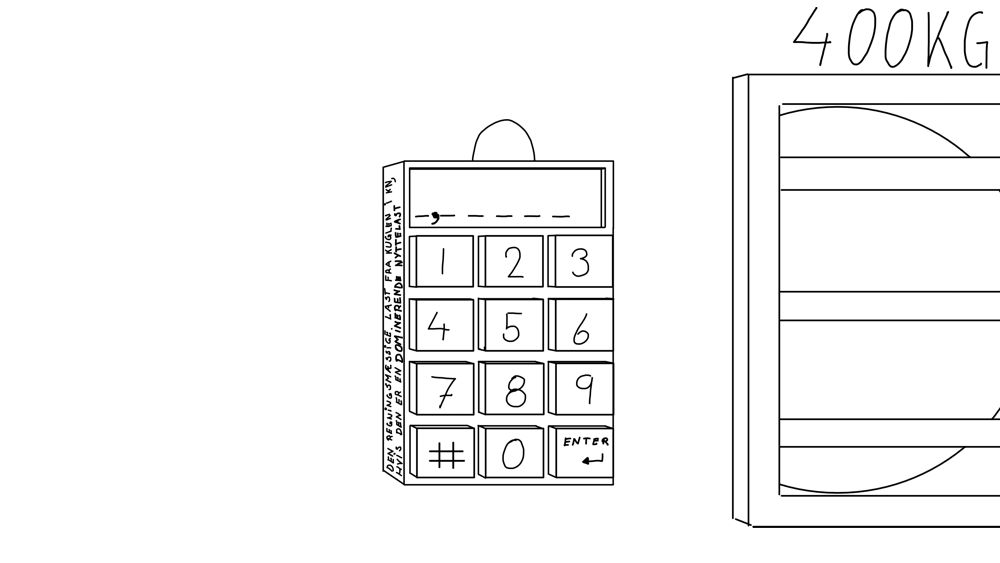 400KG
DEN REGNINGSMÆSSIGE LAST FRA KUGLEN I KN,
HVIS DEN ER EN DOMINERENDE NYTTELAST
1 2 3
4 5 6
7 8 9
# 0 ENTER